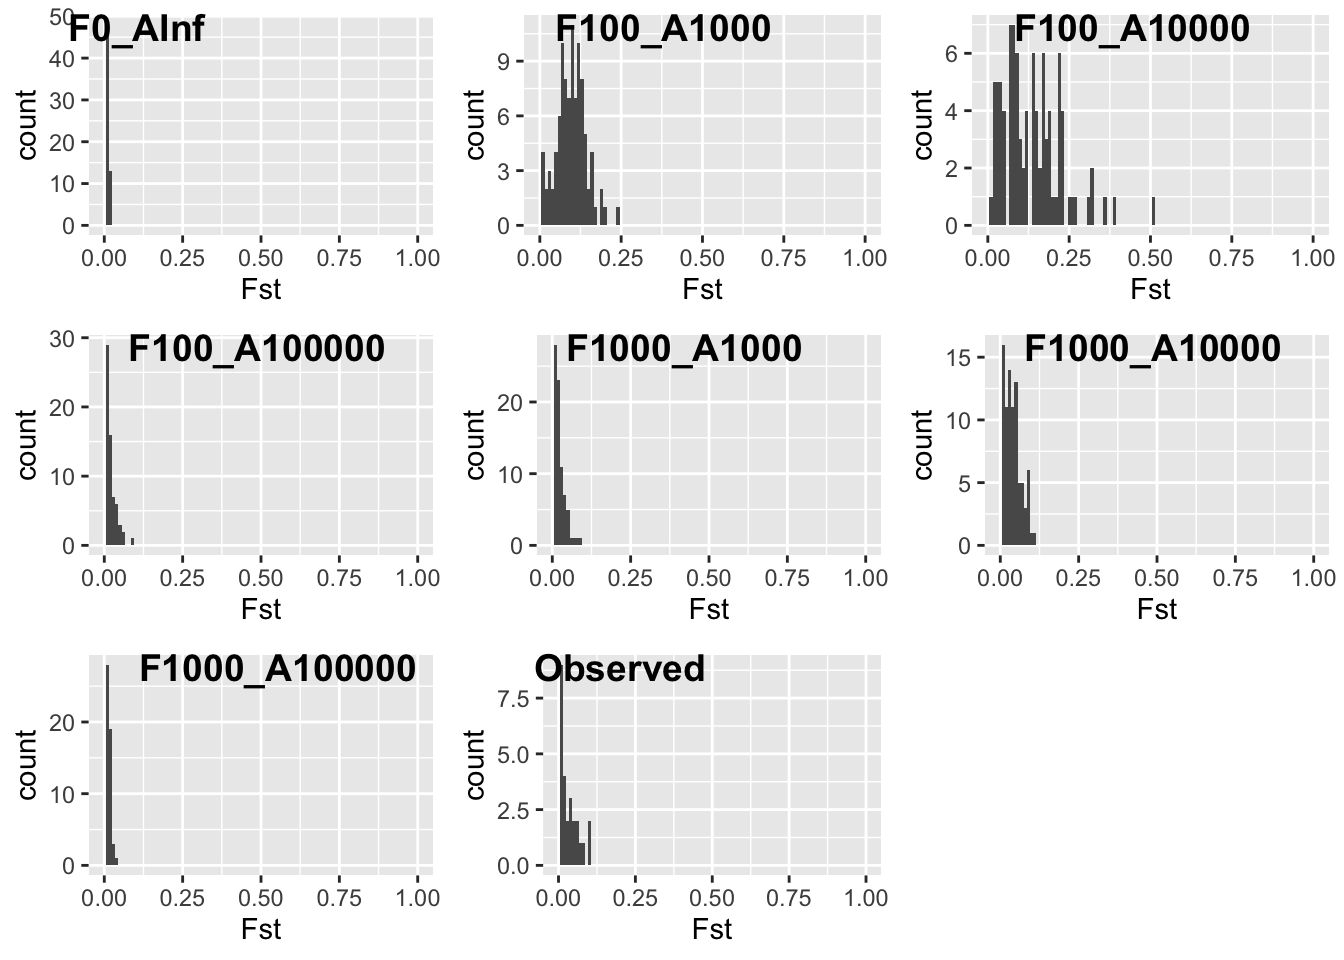 F0_AInf
count
50
40
30
20
10
0
0.00 0.25 0.50 0.75 1.00
Fst
F100_A1000
count
9
6
3
0
0.00 0.25 0.50 0.75 1.00
Fst
F100_A10000
count
6
4
2
0
0.00 0.25 0.50 0.75 1.00
Fst
F100_A100000
count
30
20
10
0
0.00 0.25 0.50 0.75 1.00
Fst
F1000_A1000
count
20
10
0
0.00 0.25 0.50 0.75 1.00
Fst
F1000_A10000
count
15
10
5
0
0.00 0.25 0.50 0.75 1.00
Fst
F1000_A100000
count
20
10
0
0.00 0.25 0.50 0.75 1.00
Fst
Observed
count
7.5
5.0
2.5
0.0
0.00 0.25 0.50 0.75 1.00
Fst